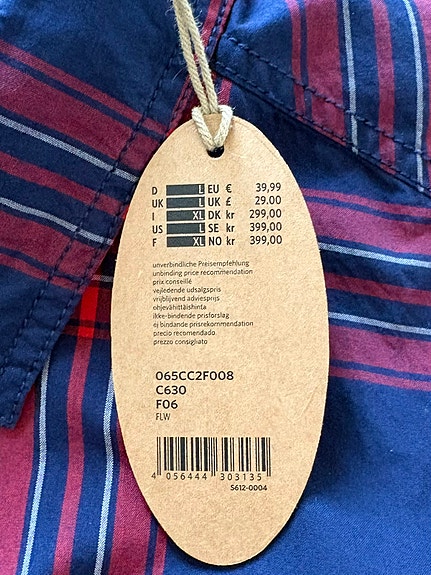 D L EU € 39,99
UK L UK £ 29.00
I XL DK kr 299,00
US L SE kr 399,00
F XL NO kr 399,00
unverbindliche Preisempfehlung
unbinding price recommendation
prix conseillé
vejledende udsalgspris
vrijblijvend adviesprijs
ohjevähittäishinta
ikke-bindende prisforslag
ej bindande prisrekommendation
precio recomendado
prezzo consigliato
065CC2F008
C630
F06
FLW
4 056444 303135
S612-0004